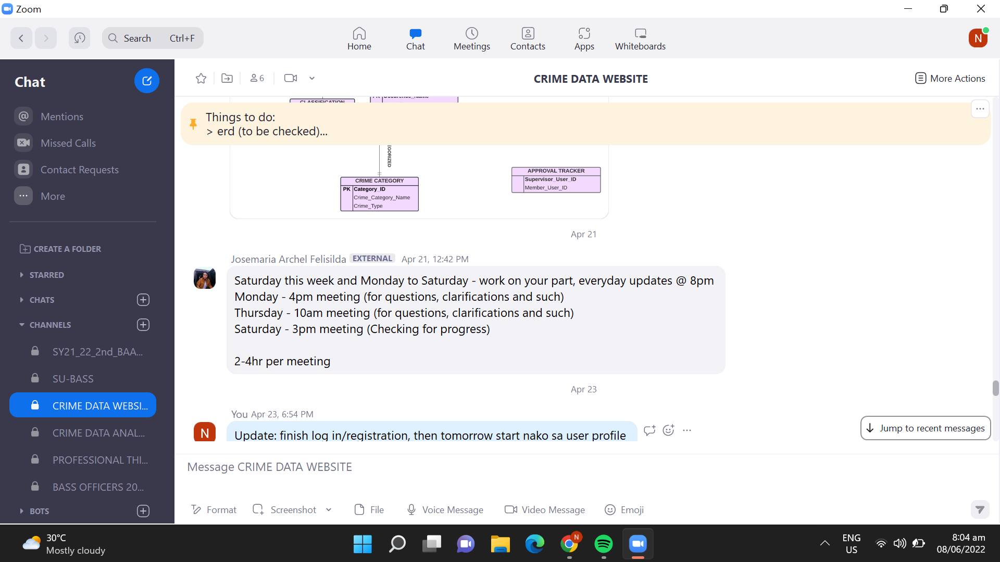 Zoom
Search Ctrl+F
Home
Chat
Meetings
Contacts
Apps
Whiteboards
N
Chat
@ Mentions
Missed Calls
Contact Requests
More
CREATE A FOLDER
STARRED
CHATS
CHANNELS
SY21_22_2nd_BAA...
SU-BASS
CRIME DATA WEBSI...
CRIME DATA ANAL...
PROFESSIONAL THI...
BASS OFFICERS 20...
BOTS
6
CRIME DATA WEBSITE
More Actions
Things to do:
> erd (to be checked)...
CRIME CATEGORY
PK Category_ID
Crime_Category_Name
Crime_Type
APPROVAL TRACKER
Supervisor_User_ID
Member_User_ID
Apr 21
Josemaria Archel Felisilda EXTERNAL Apr 21, 12:42 PM
Saturday this week and Monday to Saturday - work on your part, everyday updates @ 8pm
Monday - 4pm meeting (for questions, clarifications and such)
Thursday - 10am meeting (for questions, clarifications and such)
Saturday - 3pm meeting (Checking for progress)
2-4hr per meeting
Apr 23
You Apr 23, 6:54 PM
N
Update: finish log in/registration, then tomorrow start nako sa user profile
Jump to recent messages
Message CRIME DATA WEBSITE
Format
Screenshot
File
Voice Message
Video Message
Emoji
30°C
Mostly cloudy
N
ENG
US
8:04 am
08/06/2022